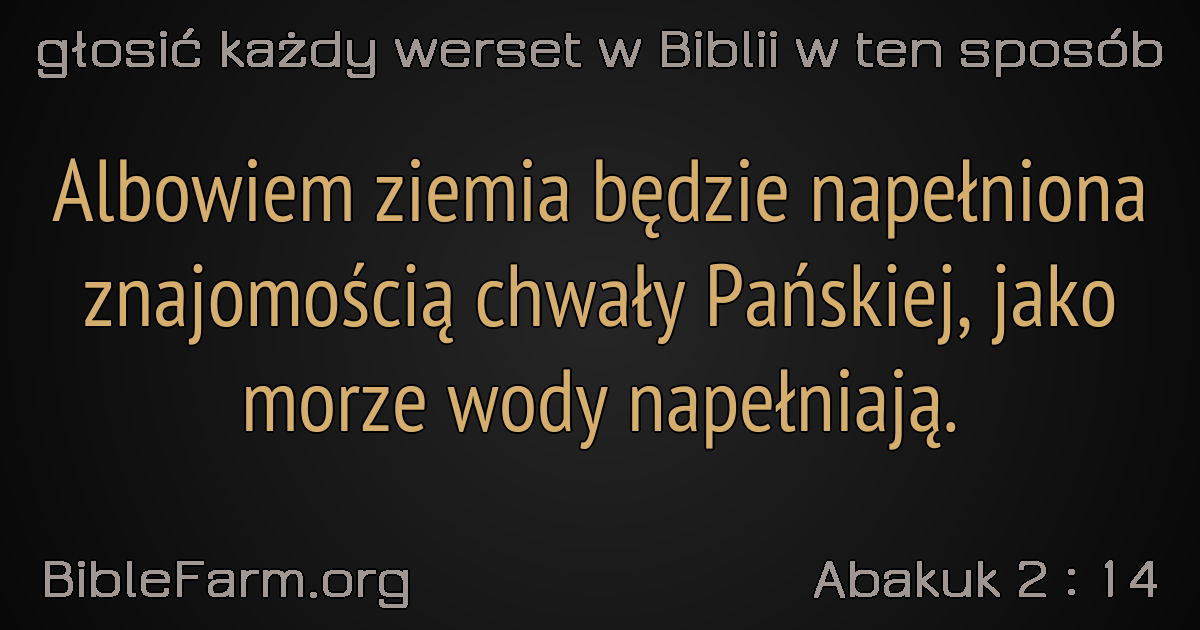 głosić każdy werset w Biblii w ten sposób
Albowiem ziemia będzie napełniona
znajomością chwały Pańskiej, jako
morze wody napełniają.
BibleFarm.org
Abakuk 2 : 14